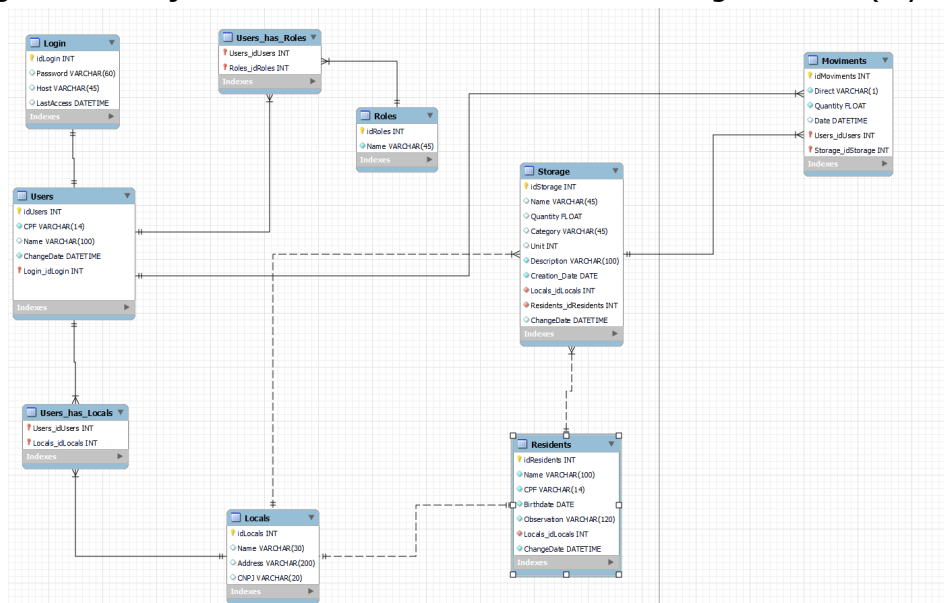 Login
idLogin INT
Password VARCHAR(60)
Host VARCHAR(45)
LastAccess DATETIME
Indexes
Users_has_Roles
Users_idUsers INT
Roles_idRoles INT
Indexes
Roles
idRoles INT
Name VARCHAR(45)
Indexes
Moviments
idMoviments INT
Direct VARCHAR(1)
Quantity FLOAT
Date DATETIME
Users_idUsers INT
Storage_idStorage INT
Indexes
Storage
idStorage INT
Name VARCHAR(45)
Quantity FLOAT
Category VARCHAR(45)
Unit INT
Description VARCHAR(100)
Creation_Date DATE
Locals_idLocals INT
Residents_idResidents INT
ChangeDate DATETIME
Indexes
Users
idUsers INT
CPF VARCHAR(14)
Name VARCHAR(100)
ChangeDate DATETIME
Login_idLogin INT
Indexes
Users_has_Locals
Users_idUsers INT
Locals_idLocals INT
Indexes
Locals
idLocals INT
Name VARCHAR(30)
Address VARCHAR(200)
CNPJ VARCHAR(20)
Indexes
Residents
idResidents INT
Name VARCHAR(100)
CPF VARCHAR(14)
Birthdate DATE
Observation VARCHAR(120)
Locals_idLocals INT
ChangeDate DATETIME
Indexes